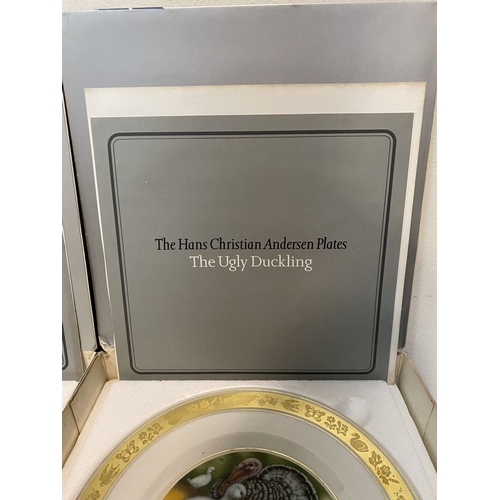 The Hans Christian Andersen Plates
The Ugly Duckling